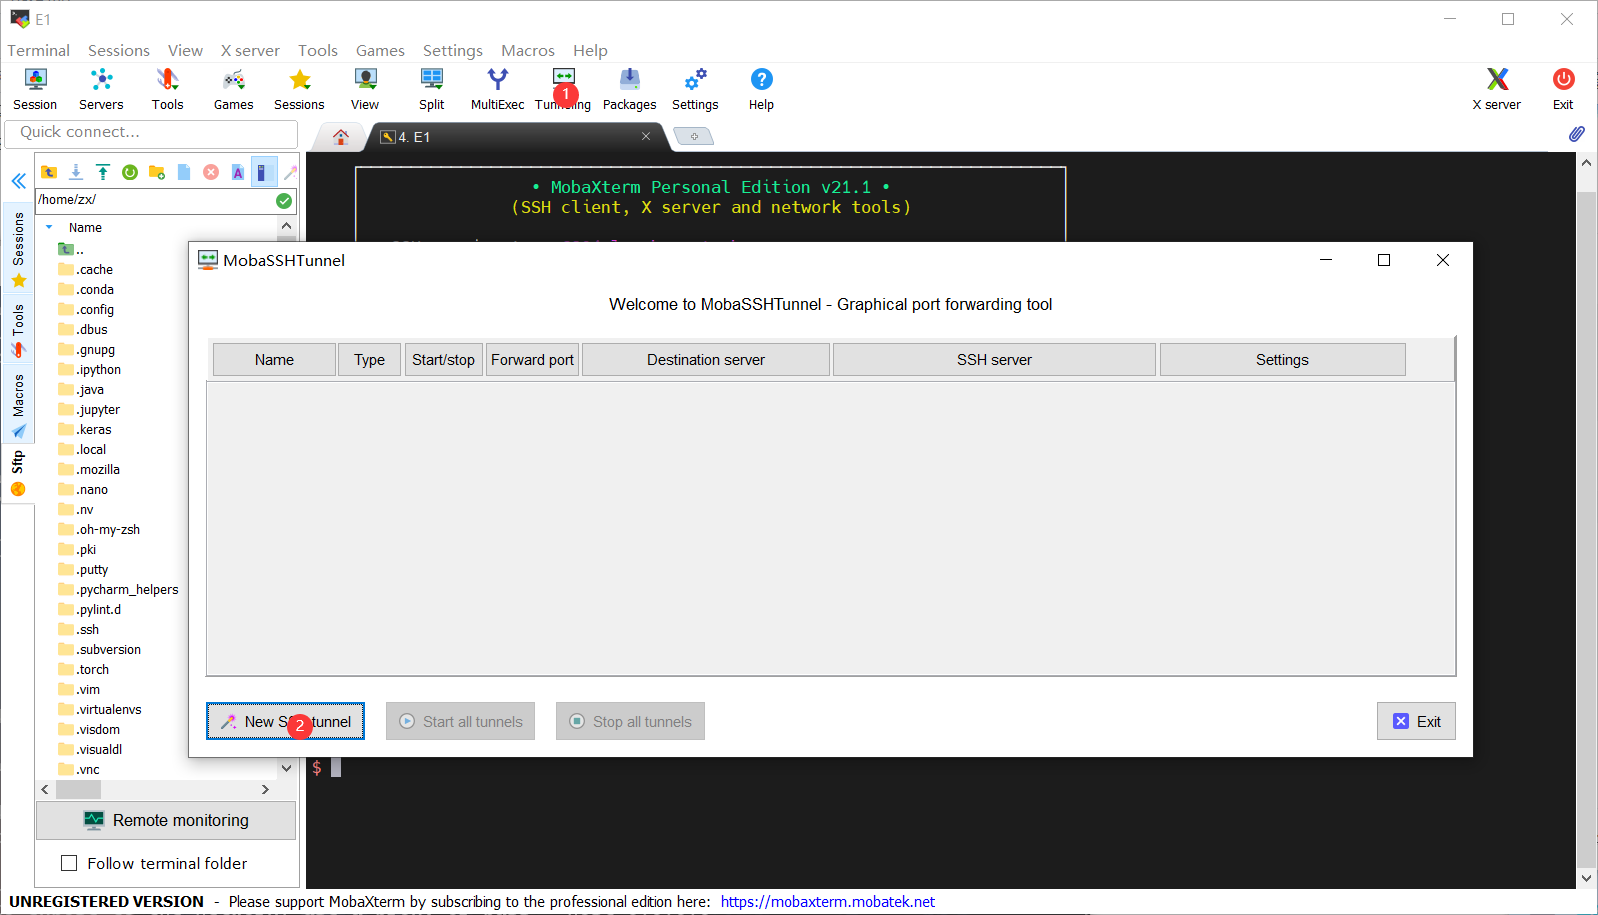 E1
Terminal Sessions View X server Tools Games Settings Macros Help
Session Servers Tools Games Sessions View Split MultiExec Tunneling Packages Settings Help X server Exit
1
Quick connect...
4. E1
/home/zx/
Name
..
.cache
.conda
.config
.dbus
.gnupg
.ipython
.java
.jupyter
.keras
.local
.mozilla
.nano
.nv
.oh-my-zsh
.pki
.putty
.pycharm_helpers
.pylint.d
.ssh
.subversion
.torch
.vim
.virtualenvs
.visdom
.visualdl
.vnc
Sessions
Tools
Macros
Sftp
Remote monitoring
Follow terminal folder
• MobaXterm Personal Edition v21.1 •
(SSH client, X server and network tools)
MobaSSHTunnel
Welcome to MobaSSHTunnel - Graphical port forwarding tool
Name Type Start/stop Forward port Destination server SSH server Settings
New SSH tunnel Start all tunnels Stop all tunnels Exit
2
$
UNREGISTERED VERSION - Please support MobaXterm by subscribing to the professional edition here: https://mobaxterm.mobatek.net